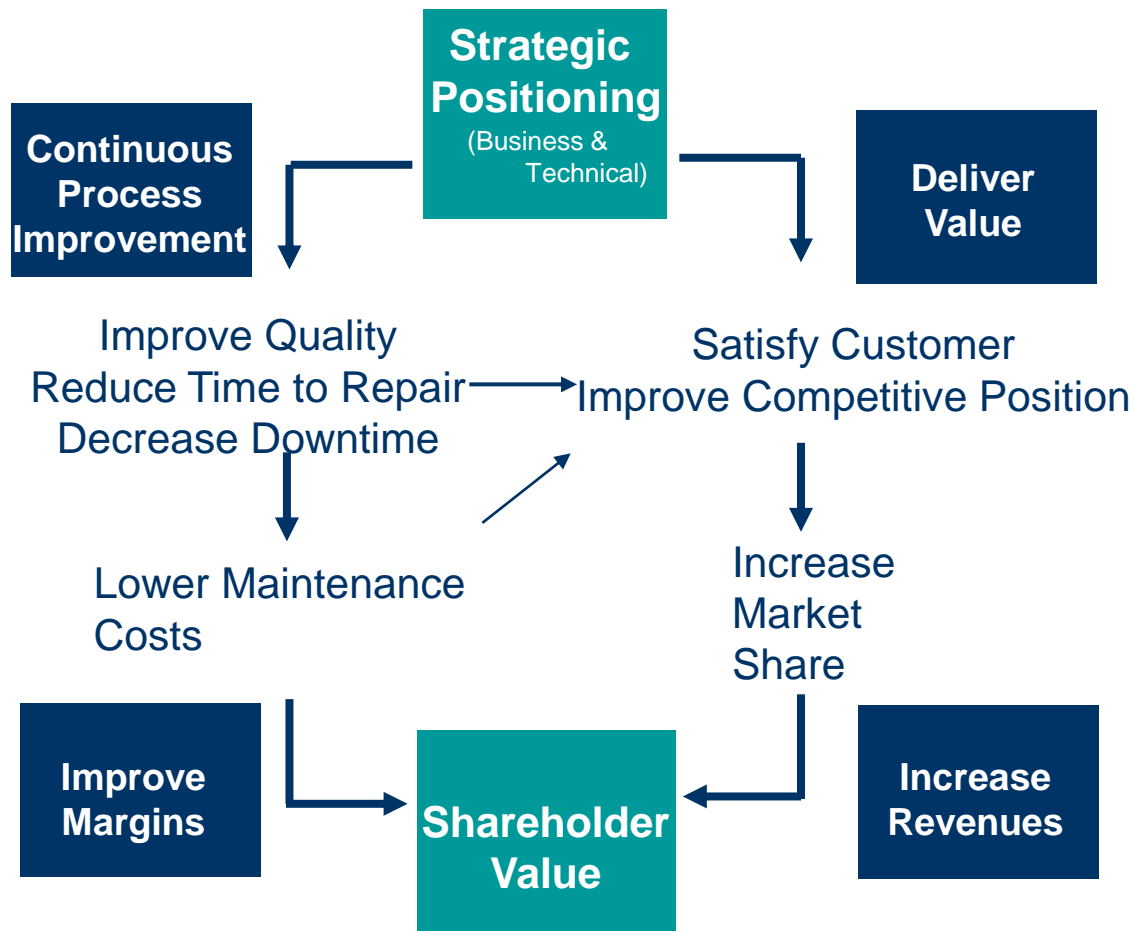 Strategic
Positioning
(Business &
Technical)
Continuous
Process
Improvement
Deliver
Value
Improve Quality
Reduce Time to Repair
Decrease Downtime
Satisfy Customer
Improve Competitive Position
Lower Maintenance
Costs
Increase
Market
Share
Improve
Margins
Shareholder
Value
Increase
Revenues